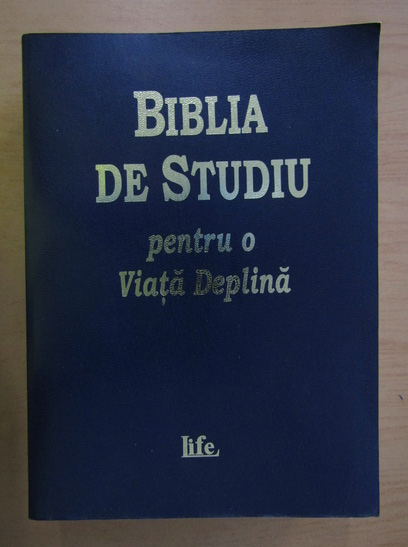 BIBLIA
DE STUDIU
pentru o
Viață Deplină
Life